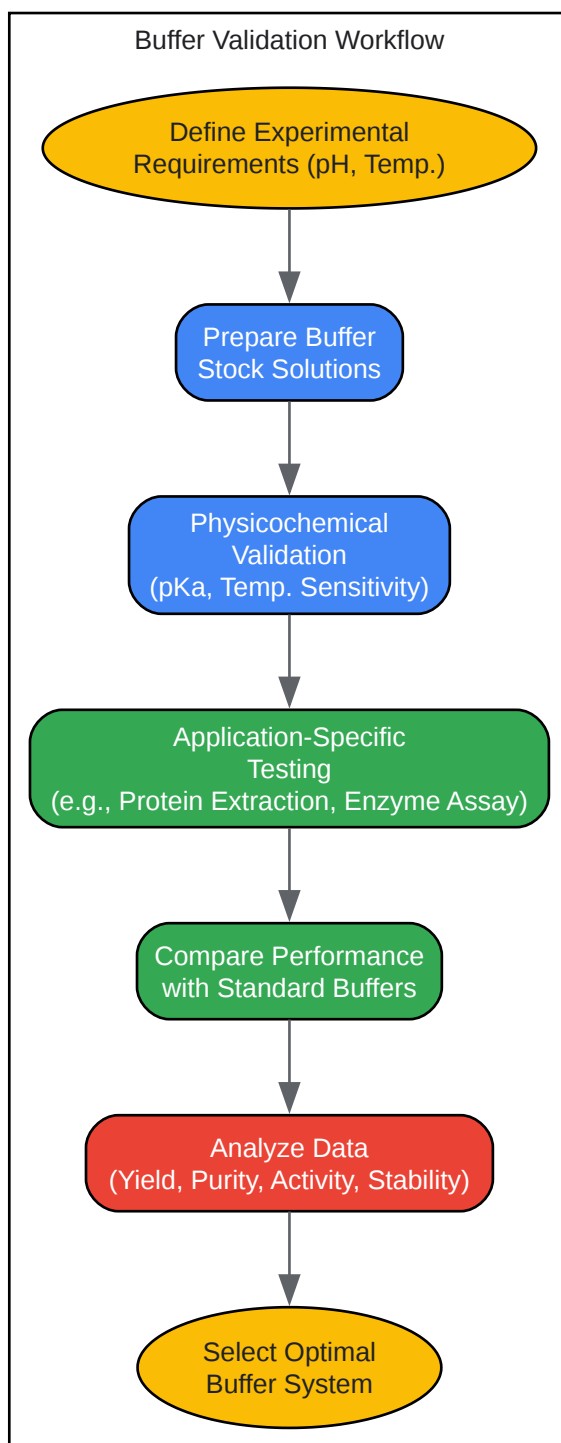 Buffer Validation Workflow
Define Experimental
Requirements (pH, Temp.)
Prepare Buffer
Stock Solutions
Physicochemical
Validation
(pKa, Temp. Sensitivity)
Application-Specific
Testing
(e.g., Protein Extraction, Enzyme Assay)
Compare Performance
with Standard Buffers
Analyze Data
(Yield, Purity, Activity, Stability)
Select Optimal
Buffer System